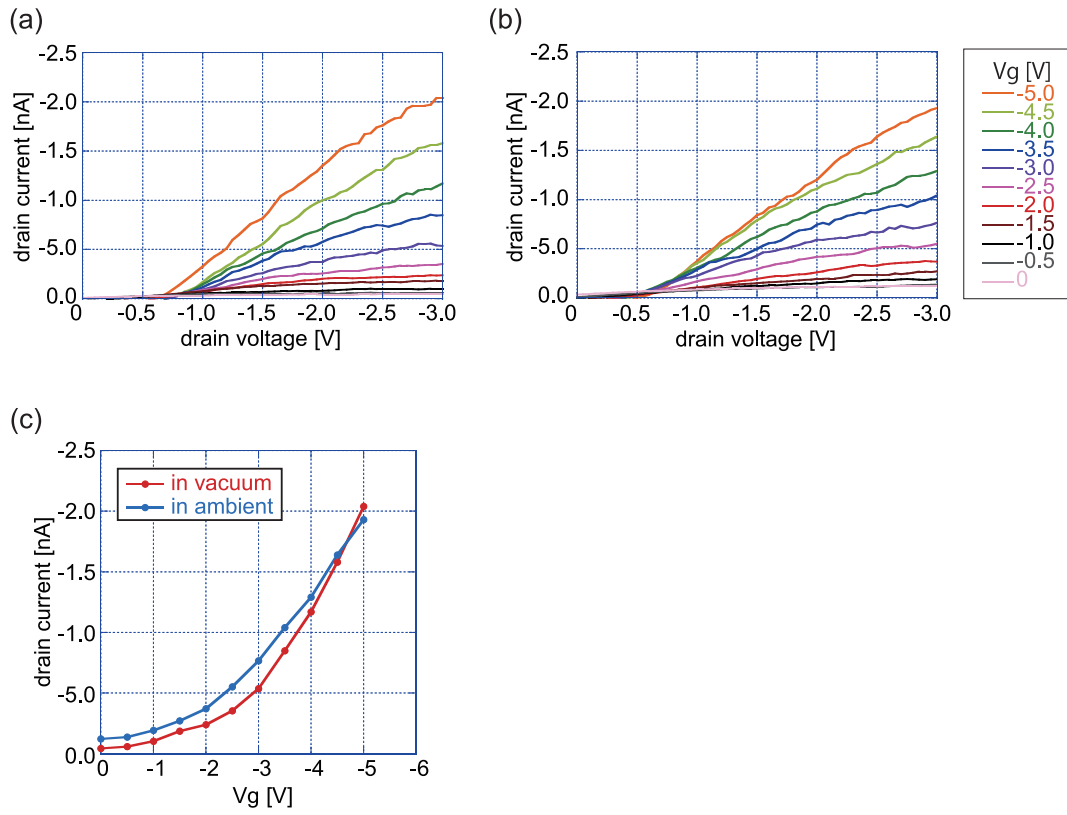 (a)
-2.5
-2.0
-1.5
-1.0
-5.0
0.0
drain current [nA]
0 -0.5 -1.0 -1.5 -2.0 -2.5 -3.0
drain voltage [V]
(b)
-2.5
-2.0
-1.5
-1.0
-5.0
0.0
drain current [nA]
0 -0.5 -1.0 -1.5 -2.0 -2.5 -3.0
drain voltage [V]
Vg [V]
-5.0
-4.5
-4.0
-3.5
-3.0
-2.5
-2.0
-1.5
-1.0
-0.5
0
(c)
-2.5
-2.0
-1.5
-1.0
-5.0
0.0
drain current [nA]
in vacuum
in ambient
0 -1 -2 -3 -4 -5 -6
Vg [V]